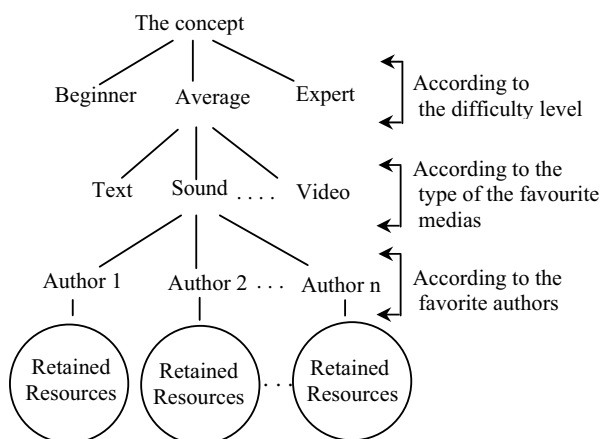 The concept
Beginner Average Expert
According to
the difficulty level
Text Sound . . . . Video
According to the
type of the favourite
medias
Author 1 Author 2 . . . Author n
According to the
favorite authors
Retained
Resources
Retained
Resources
. . .
Retained
Resources